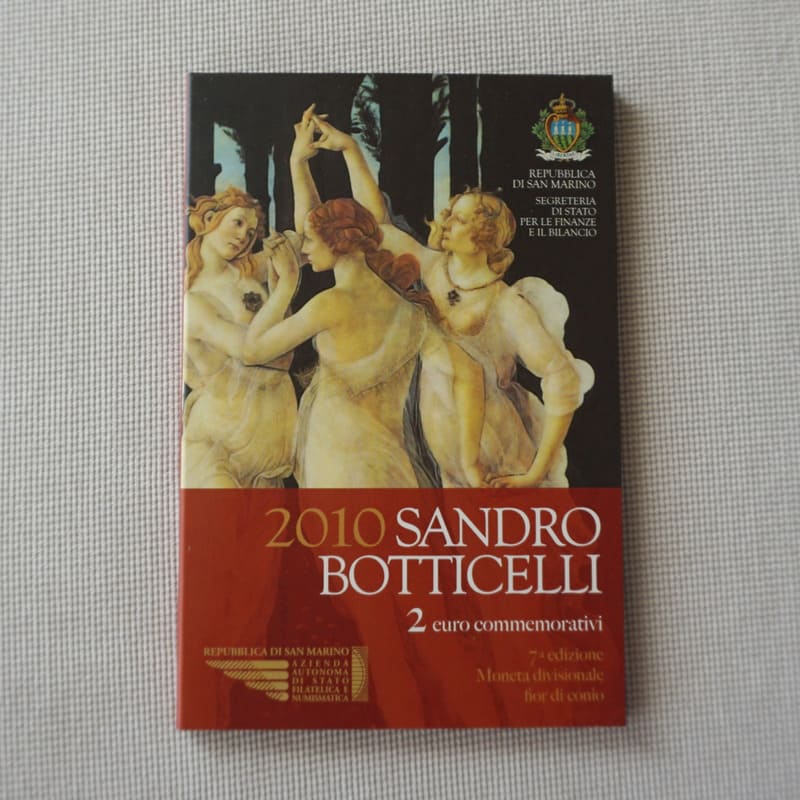 REPUBBLICA
DI SAN MARINO
SEGRETERIA
DI STATO
PER LE FINANZE
E IL BILANCIO
2010 SANDRO
BOTTICELLI
2 euro commemorativi
7ª edizione
Moneta divisionale
fior di conio
REPUBBLICA DI SAN MARINO
AZIENDA
AUTONOMA
DI STATO
FILATELICA E
NUMISMATICA